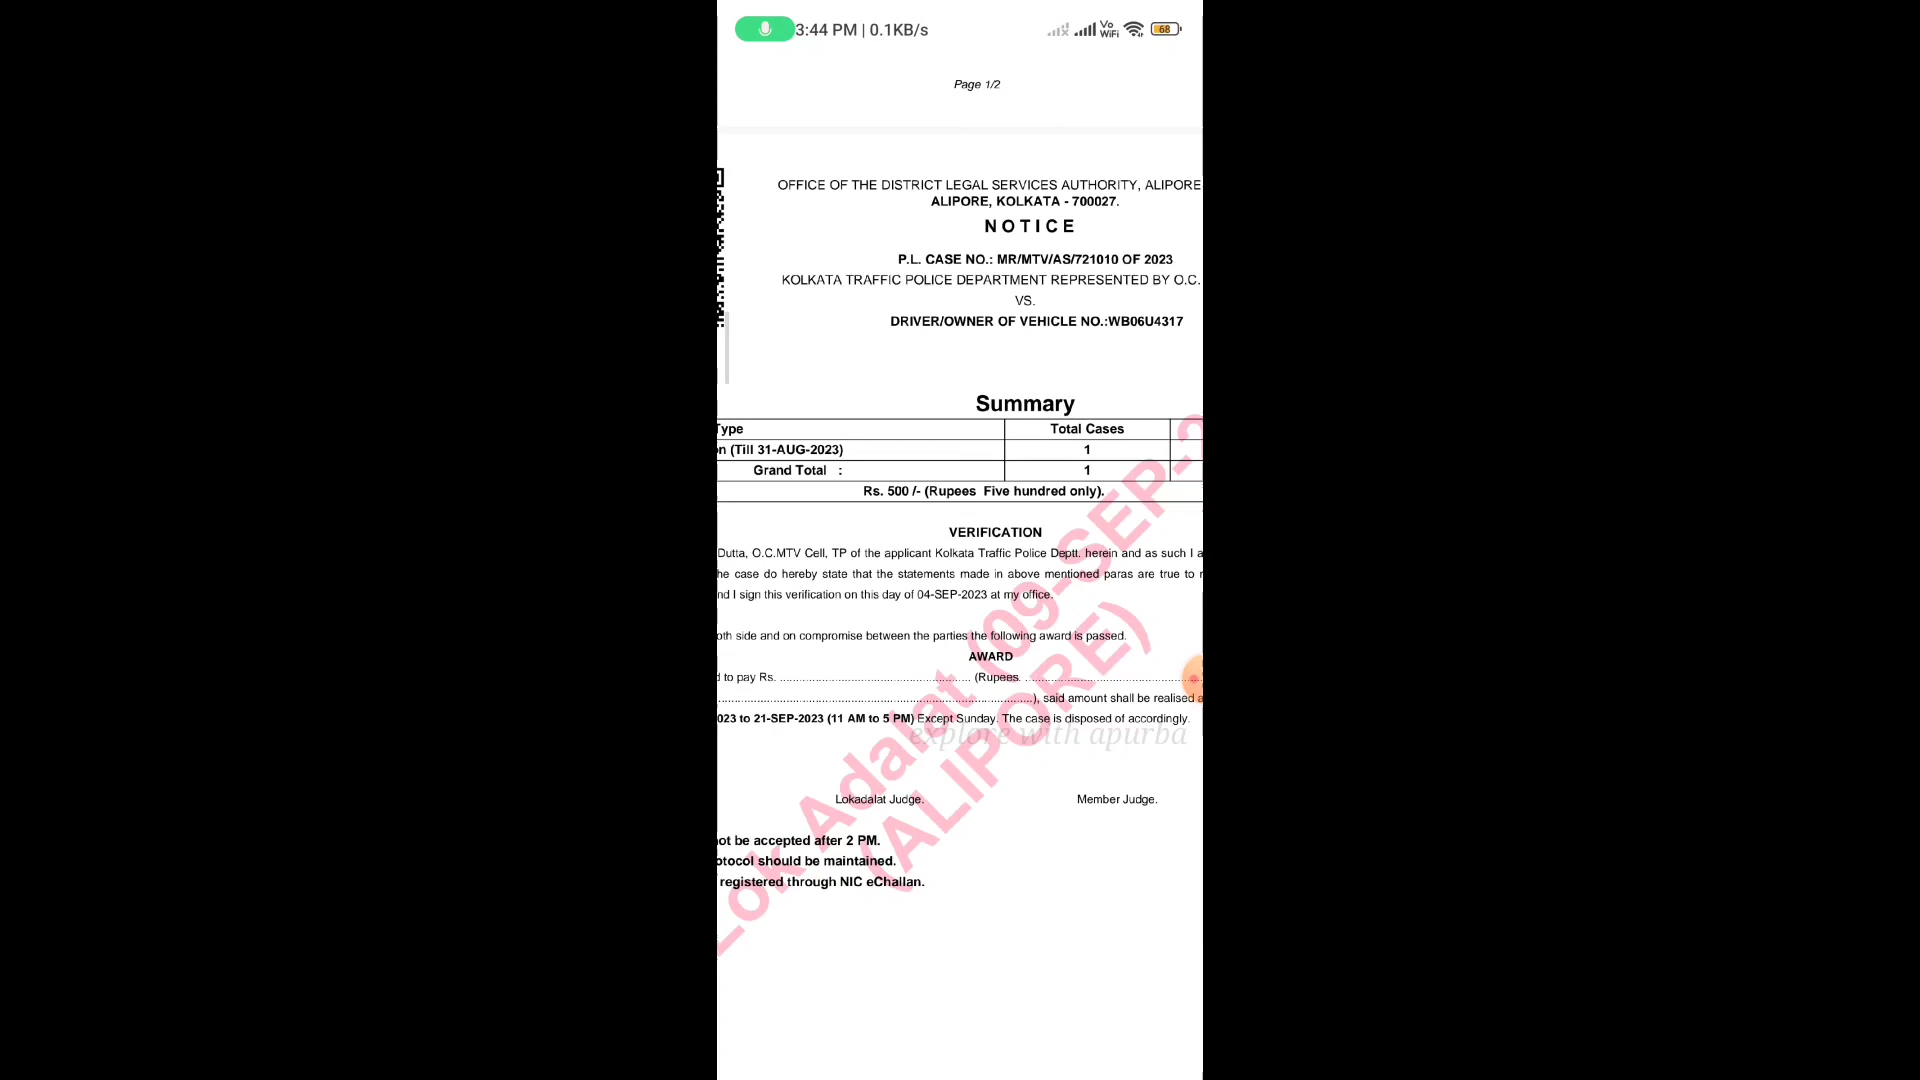 3:44 PM | 0.1KB/s
Vo
WiFi
68
Page 1/2
OFFICE OF THE DISTRICT LEGAL SERVICES AUTHORITY, ALIPORE
ALIPORE, KOLKATA - 700027.
NOTICE
P.L. CASE NO.: MR/MTV/AS/721010 OF 2023
KOLKATA TRAFFIC POLICE DEPARTMENT REPRESENTED BY O.C.
VS.
DRIVER/OWNER OF VEHICLE NO.:WB06U4317
Summary
Type Total Cases
n (Till 31-AUG-2023) 1
Grand Total : 1
Rs. 500 /- (Rupees Five hundred only).
VERIFICATION
Dutta, O.C.MTV Cell, TP of the applicant Kolkata Traffic Police Deptt. herein and as such I a
he case do hereby state that the statements made in above mentioned paras are true to
nd I sign this verification on this day of 04-SEP-2023 at my office.
oth side and on compromise between the parties the following award is passed.
AWARD
d to pay Rs. .......................................................... (Rupees. .....................................................
................................................................................................), said amount shall be realised a
023 to 21-SEP-2023 (11 AM to 5 PM) Except Sunday. The case is disposed of accordingly.
explore with apurba
Lokadalat Judge. Member Judge.
not be accepted after 2 PM.
otocol should be maintained.
registered through NIC eChallan.
Lok Adalat (09-SEP-2
(ALIPORE)